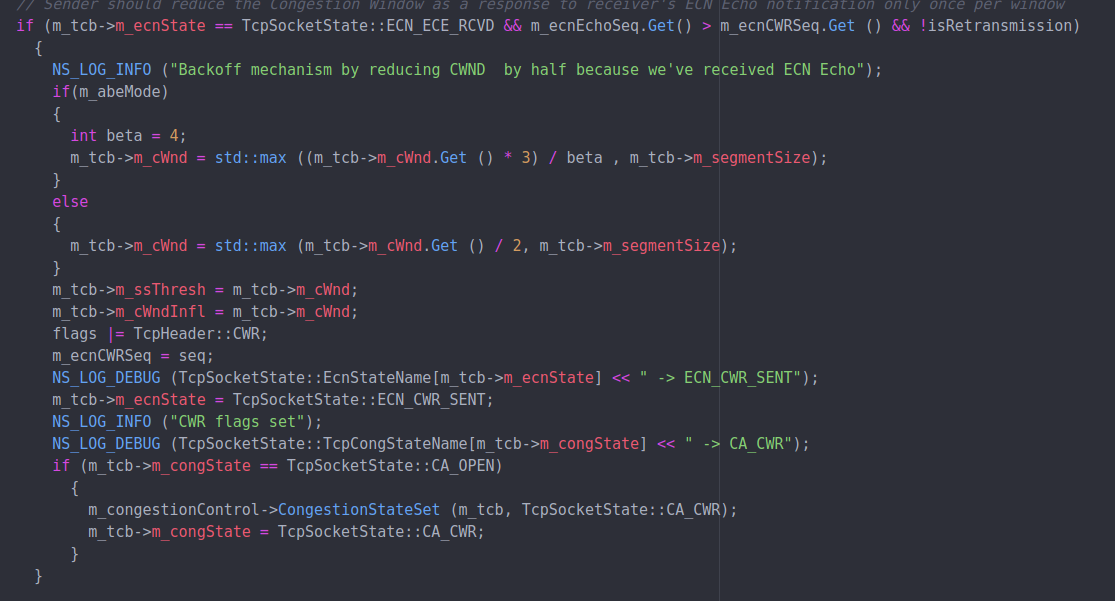 // Sender should reduce the Congestion Window as a response to receiver's ECN Echo notification only once per window
if (m_tcb->m_ecnState == TcpSocketState::ECN_ECE_RCVD && m_ecnEchoSeq.Get() > m_ecnCWRSeq.Get () && !isRetransmission)
{
NS_LOG_INFO ("Backoff mechanism by reducing CWND  by half because we've received ECN Echo");
if(m_abeMode)
{
int beta = 4;
m_tcb->m_cWnd = std::max ((m_tcb->m_cWnd.Get () * 3) / beta , m_tcb->m_segmentSize);
}
else
{
m_tcb->m_cWnd = std::max (m_tcb->m_cWnd.Get () / 2, m_tcb->m_segmentSize);
}
m_tcb->m_ssThresh = m_tcb->m_cWnd;
m_tcb->m_cWndInfl = m_tcb->m_cWnd;
flags |= TcpHeader::CWR;
m_ecnCWRSeq = seq;
NS_LOG_DEBUG (TcpSocketState::EcnStateName[m_tcb->m_ecnState] << " -> ECN_CWR_SENT");
m_tcb->m_ecnState = TcpSocketState::ECN_CWR_SENT;
NS_LOG_INFO ("CWR flags set");
NS_LOG_DEBUG (TcpSocketState::TcpCongStateName[m_tcb->m_congState] << " -> CA_CWR");
if (m_tcb->m_congState == TcpSocketState::CA_OPEN)
{
m_congestionControl->CongestionStateSet (m_tcb, TcpSocketState::CA_CWR);
m_tcb->m_congState = TcpSocketState::CA_CWR;
}
}